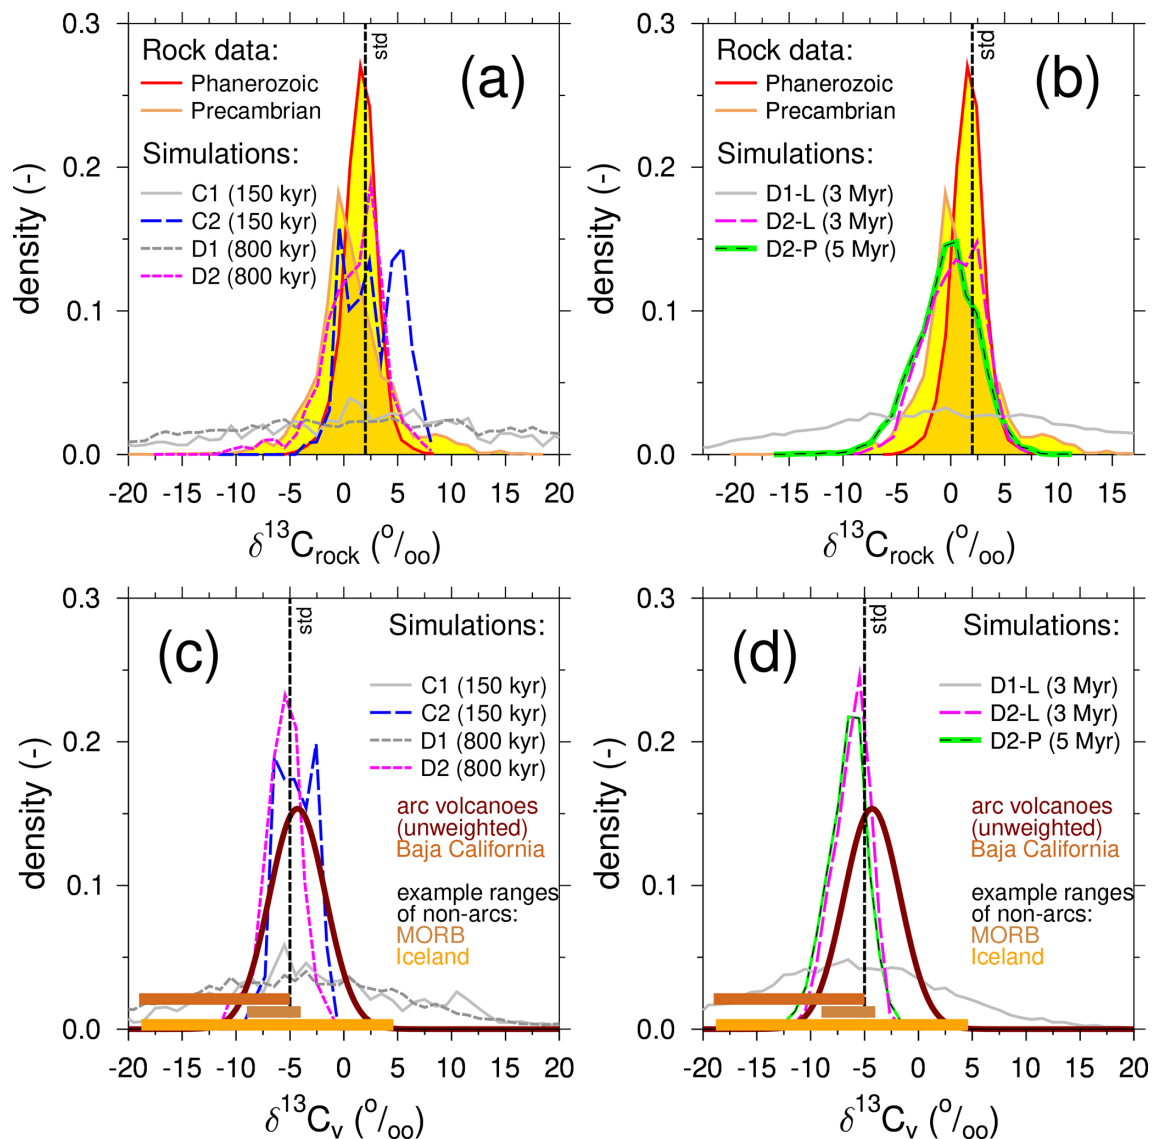 0.3
0.2
0.1
0.0
density (-)
Rock data:
Phanerozoic
Precambrian
Simulations:
C1 (150 kyr)
C2 (150 kyr)
D1 (800 kyr)
D2 (800 kyr)
std
(a)
-20 -15 -10 -5 0 5 10 15 20
δ13Crock (o/oo)
0.3
0.2
0.1
0.0
density (-)
Rock data:
Phanerozoic
Precambrian
Simulations:
D1-L (3 Myr)
D2-L (3 Myr)
D2-P (5 Myr)
std
(b)
-20 -15 -10 -5 0 5 10 15
δ13Crock (o/oo)
0.3
0.2
0.1
0.0
density (-)
(c)
std
Simulations:
C1 (150 kyr)
C2 (150 kyr)
D1 (800 kyr)
D2 (800 kyr)
arc volcanoes
(unweighted)
Baja California
example ranges
of non-arcs:
MORB
Iceland
-20 -15 -10 -5 0 5 10 15 20
δ13Cv (o/oo)
0.3
0.2
0.1
0.0
density (-)
(d)
std
Simulations:
D1-L (3 Myr)
D2-L (3 Myr)
D2-P (5 Myr)
arc volcanoes
(unweighted)
Baja California
example ranges
of non-arcs:
MORB
Iceland
-20 -15 -10 -5 0 5 10 15 20
δ13Cv (o/oo)